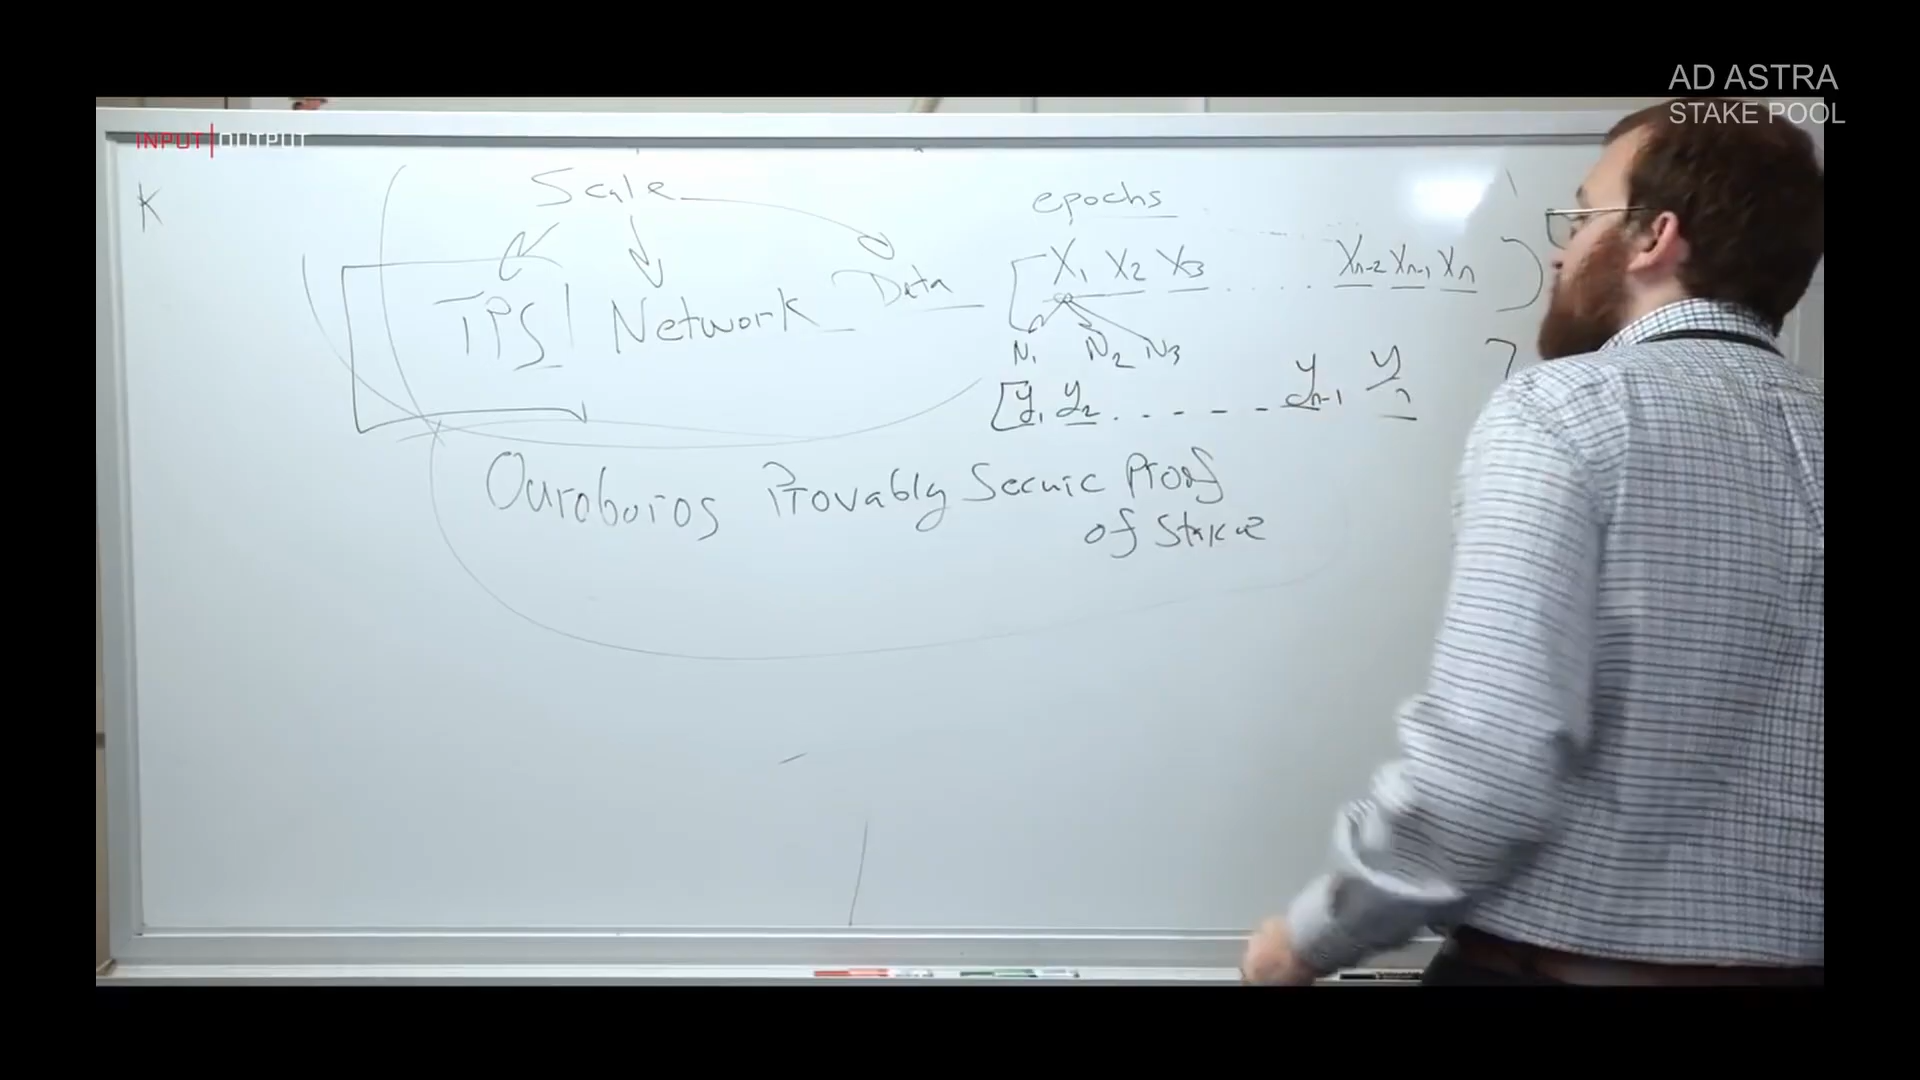 AD ASTRA
STAKE POOL
INPUT|OUTPUT
K
Scale
TPS | Network Data
epochs
[X1 X2 X3 . . . . . Xn-2 Xn-1 Xn )
N1 N2 N3
[y1 y2 . - - - - yn-1 yn ]
Ouroboros Provably Secure Proof
of Stake